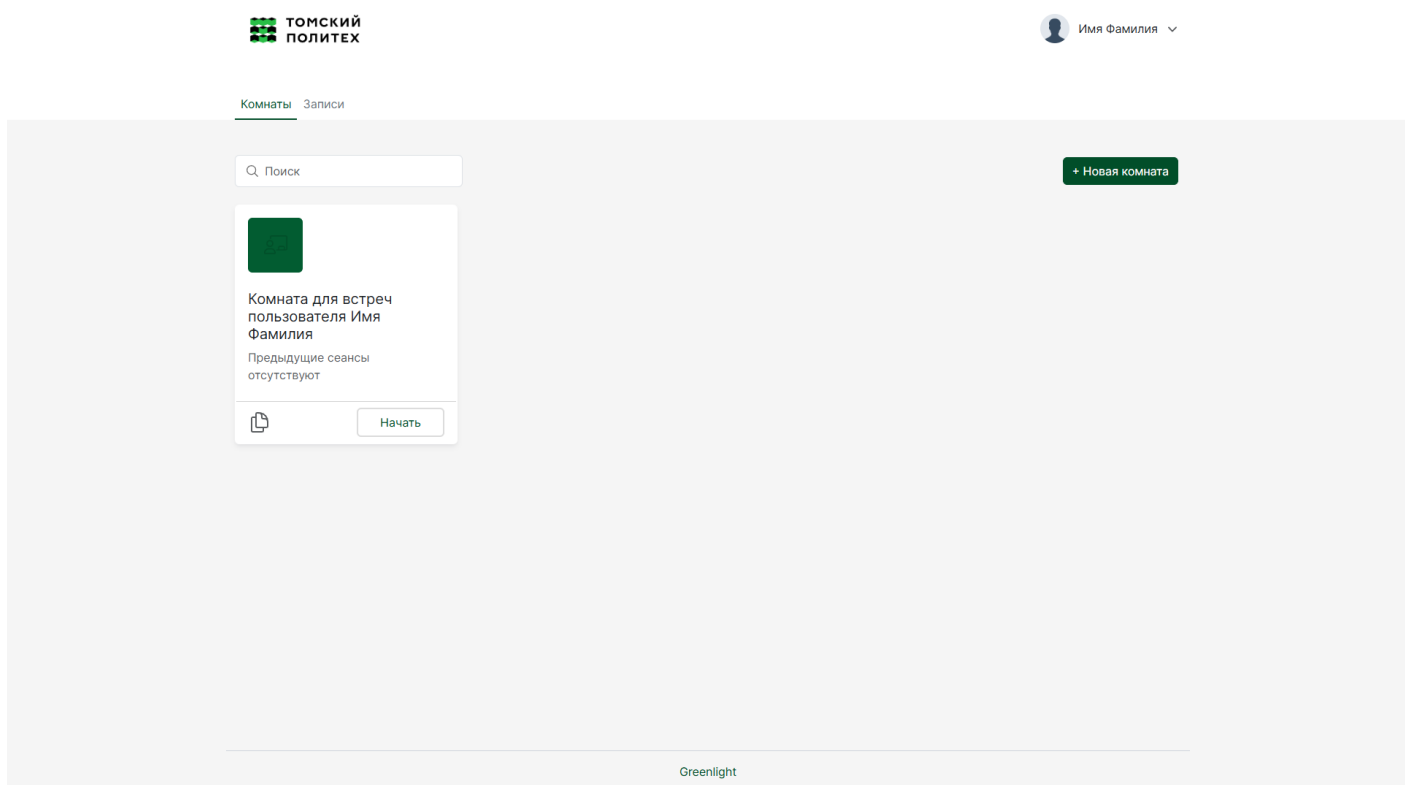 ТОМСКИЙ
ПОЛИТЕХ
Имя Фамилия
Комнаты Записи
Поиск
+ Новая комната
Комната для встреч
пользователя Имя
Фамилия
Предыдущие сеансы
отсутствуют
Начать
Greenlight